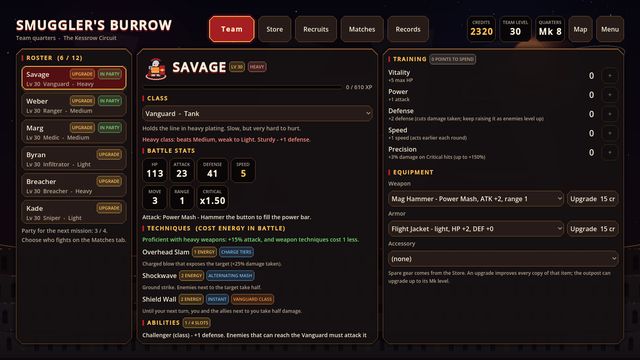 SMUGGLER'S BURROW
Team quarters - The Kessrow Circuit
Team
Store
Recruits
Matches
Records
CREDITS
2320
TEAM LEVEL
30
QUARTERS
Mk 8
Map
Menu
ROSTER (6 / 12)
Savage UPGRADE IN PARTY
Lv 30 Vanguard - Heavy
Weber UPGRADE IN PARTY
Lv 30 Ranger - Medium
Marg UPGRADE IN PARTY
Lv 30 Medic - Medium
Byran UPGRADE
Lv 30 Infiltrator - Light
Breacher UPGRADE
Lv 30 Breacher - Heavy
Kade UPGRADE
Lv 30 Sniper - Light
Party for the next mission: 3 / 4.
Choose who fights on the Matches tab.
SAVAGE LV 30 HEAVY
0 / 610 XP
CLASS
Vanguard - Tank
Holds the line in heavy plating. Slow, but very hard to hurt.
Heavy class: beats Medium, weak to Light. Sturdy - +1 defense.
BATTLE STATS
HP
113
ATTACK
23
DEFENSE
41
SPEED
5
MOVE
3
RANGE
1
CRITICAL
x1.50
Attack: Power Mash - Hammer the button to fill the power bar.
TECHNIQUES (COST ENERGY IN BATTLE)
Proficient with heavy weapons: +15% attack, and weapon techniques cost 1 less.
Overhead Slam 1 ENERGY CHARGE TIERS
Charged blow that exposes the target (+25% damage taken).
Shockwave 2 ENERGY ALTERNATING MASH
Ground strike. Enemies next to the target take half.
Shield Wall 2 ENERGY INSTANT VANGUARD CLASS
Until your next turn, you and the allies next to you take half damage.
ABILITIES 1 / 4 SLOTS
Challenger (class) - +1 defense. Enemies that can reach the Vanguard must attack it
TRAINING 0 POINTS TO SPEND
Vitality
+5 max HP
0 +
Power
+1 attack
0 +
Defense
+2 defense (cuts damage taken; keep raising it as enemies level up)
0 +
Speed
+1 speed (acts earlier each round)
0 +
Precision
+3% damage on Critical hits (up to +150%)
0 +
EQUIPMENT
Weapon
Mag Hammer - Power Mash, ATK +2, range 1
Upgrade 15 cr
Armor
Flight Jacket - light, HP +2, DEF +0
Upgrade 15 cr
Accessory
(none)
Spare gear comes from the Store. An upgrade improves every copy of that item; the outpost can
upgrade up to its Mk level.